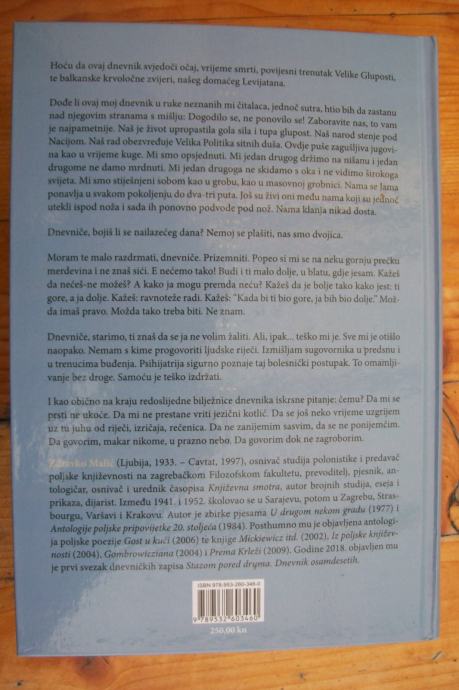 Hoću da ovaj dnevnik svjedoči očaj, vrijeme smrti, povijesni trenutak Velike Gluposti,
te balkanske krvoločne zvijeri, našeg domaćeg Levijatana.
Dođe li ovaj moj dnevnik u ruke neznanih mi čitalaca, jednoč sutra, htio bih da zastanu
nad njegovim stranama s mišlju: Dogodilo se, ne ponovilo se! Zaboravite nas, to vam
je najpametnije. Naš je život upropastila gola sila i tupa glupost. Naš narod stenje pod
Nacijom. Naš rad obezvređuje Velika Politika sitnih duša. Ovdje puše zagušljiva jugovi-
na kao u vrijeme kuge. Mi smo opsjednuti. Mi jedan drugog držimo na nišanu i jedan
drugome ne damo mrdnuti. Mi jedan drugoga ne skidamo s oka i ne vidimo širokoga
svijeta. Mi smo stiješnjeni sobom kao u grobu, kao u masovnoj grobnici. Nama se Jama
ponavlja u svakom pokoljenju do dva-tri puta. Još su živi oni među nama koji su jednoč
utekli ispod noža i sada ih ponovno podvode pod nož. Nama klanja nikad dosta.
Dnevniče, bojiš li se nailazećeg dana? Nemoj se plašiti, nas smo dvojica.
Moram te malo razdrmati, dnevniče. Prizemniti. Popeo si mi se na neku gornju prečku
merdevina i ne znaš sići. E nećemo tako! Budi i ti malo dolje, u blatu, gdje jesam. Kažeš
da nećeš-ne možeš? A kako ja mogu premda neću? Kažeš da je bolje tako kako jest: ti
gore, a ja dolje. Kažeš: ravnoteže radi. Kažeš: "Kada bi ti bio gore, ja bih bio dolje." Mož-
da imaš pravo. Možda tako treba biti. Ne znam.
Dnevniče, starimo, ti znaš da se ja ne volim žaliti. Ali, ipak... teško mi je. Sve mi je otišlo
naopako. Nemam s kime progovoriti ljudske riječi. Izmišljam sugovornika u predsnu i
u trenucima buđenja. Psihijatrija sigurno poznaje taj bolesnički postupak. To omamlji-
vanje bez droge. Samoću je teško izdržati.
I kao obično na kraju redoslijedne bilježnice dnevnika iskrsne pitanje: čemu? Da mi se
prsti ne ukoče. Da mi ne prestane vriti jezični kotlić. Da se još neko vrijeme uzgrijem
uz tu juhu od riječi, izričaja, rečenica. Da ne zanijemim sasvim, da se ne ponijemčim.
Da govorim, makar nikome, u prazno nebo. Da govorim dok ne zagroborim.
Zdravko Malić (Ljubija, 1933. – Cavtat, 1997), osnivač studija polonistike i predavač
poljske književnosti na zagrebačkom Filozofskom fakultetu, prevoditelj, pjesnik, an-
tologičar, osnivač i urednik časopisa Književna smotra, autor brojnih studija, eseja i
prikaza, dijarist. Između 1941. i 1952. školovao se u Sarajevu, potom u Zagrebu, Stras-
bourgu, Varšavi i Krakovu. Autor je zbirke pjesama U drugom nekom gradu (1977) i
Antologije poljske pripovijetke 20. stoljeća (1984). Posthumno mu je objavljena antologi-
ja poljske poezije Gost u kući (2006) te knjige Mickiewicz itd. (2002), Iz poljske književ-
nosti (2004), Gombrowicziana (2004) i Prema Krleži (2009). Godine 2018. objavljen mu
je prvi svezak dnevničkih zapisa Stazom pored druma. Dnevnik osamdesetih.
ISBN 978-953-260-346-0
9 789532 603460
250,00 kn